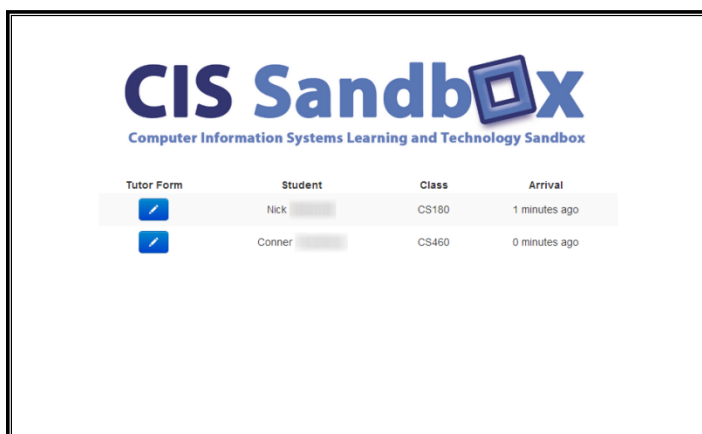 CIS Sandbox
Computer Information Systems Learning and Technology Sandbox
Tutor Form Student Class Arrival
Nick CS180 1 minutes ago
Conner CS460 0 minutes ago